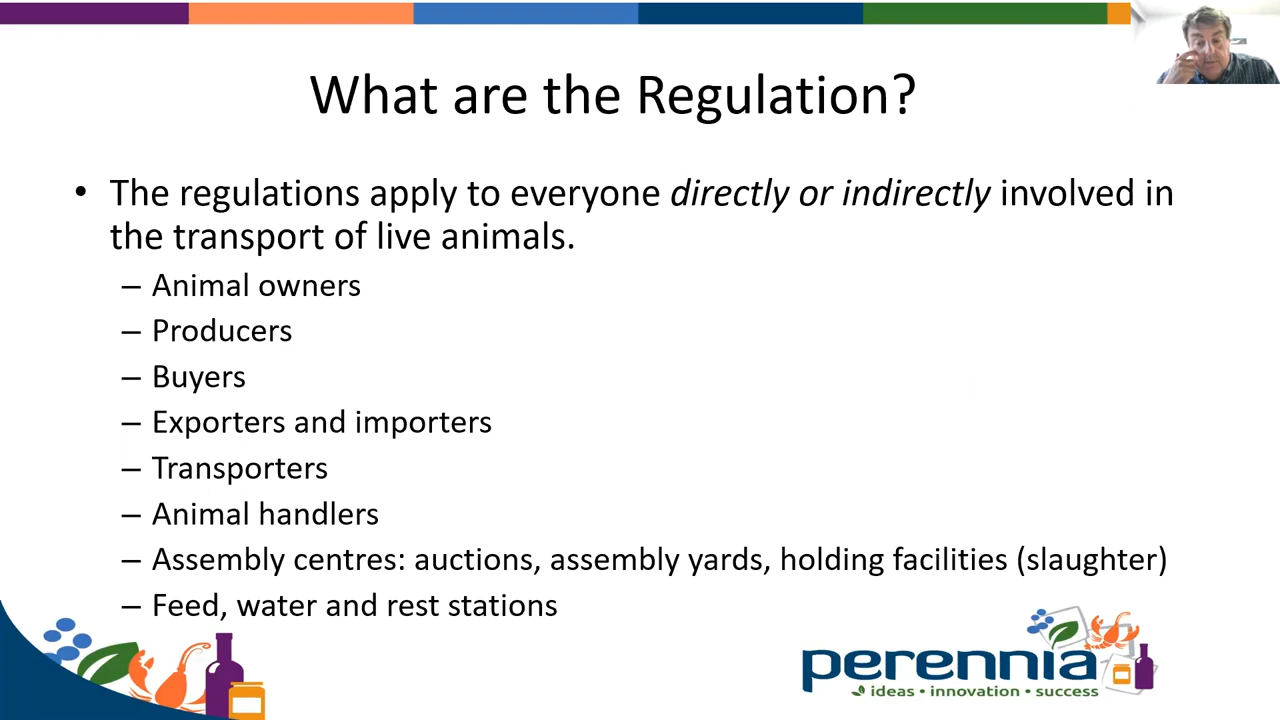 What are the Regulation?
• The regulations apply to everyone directly or indirectly involved in
the transport of live animals.
– Animal owners
– Producers
– Buyers
– Exporters and importers
– Transporters
– Animal handlers
– Assembly centres: auctions, assembly yards, holding facilities (slaughter)
– Feed, water and rest stations
perennia
ideas • innovation • success